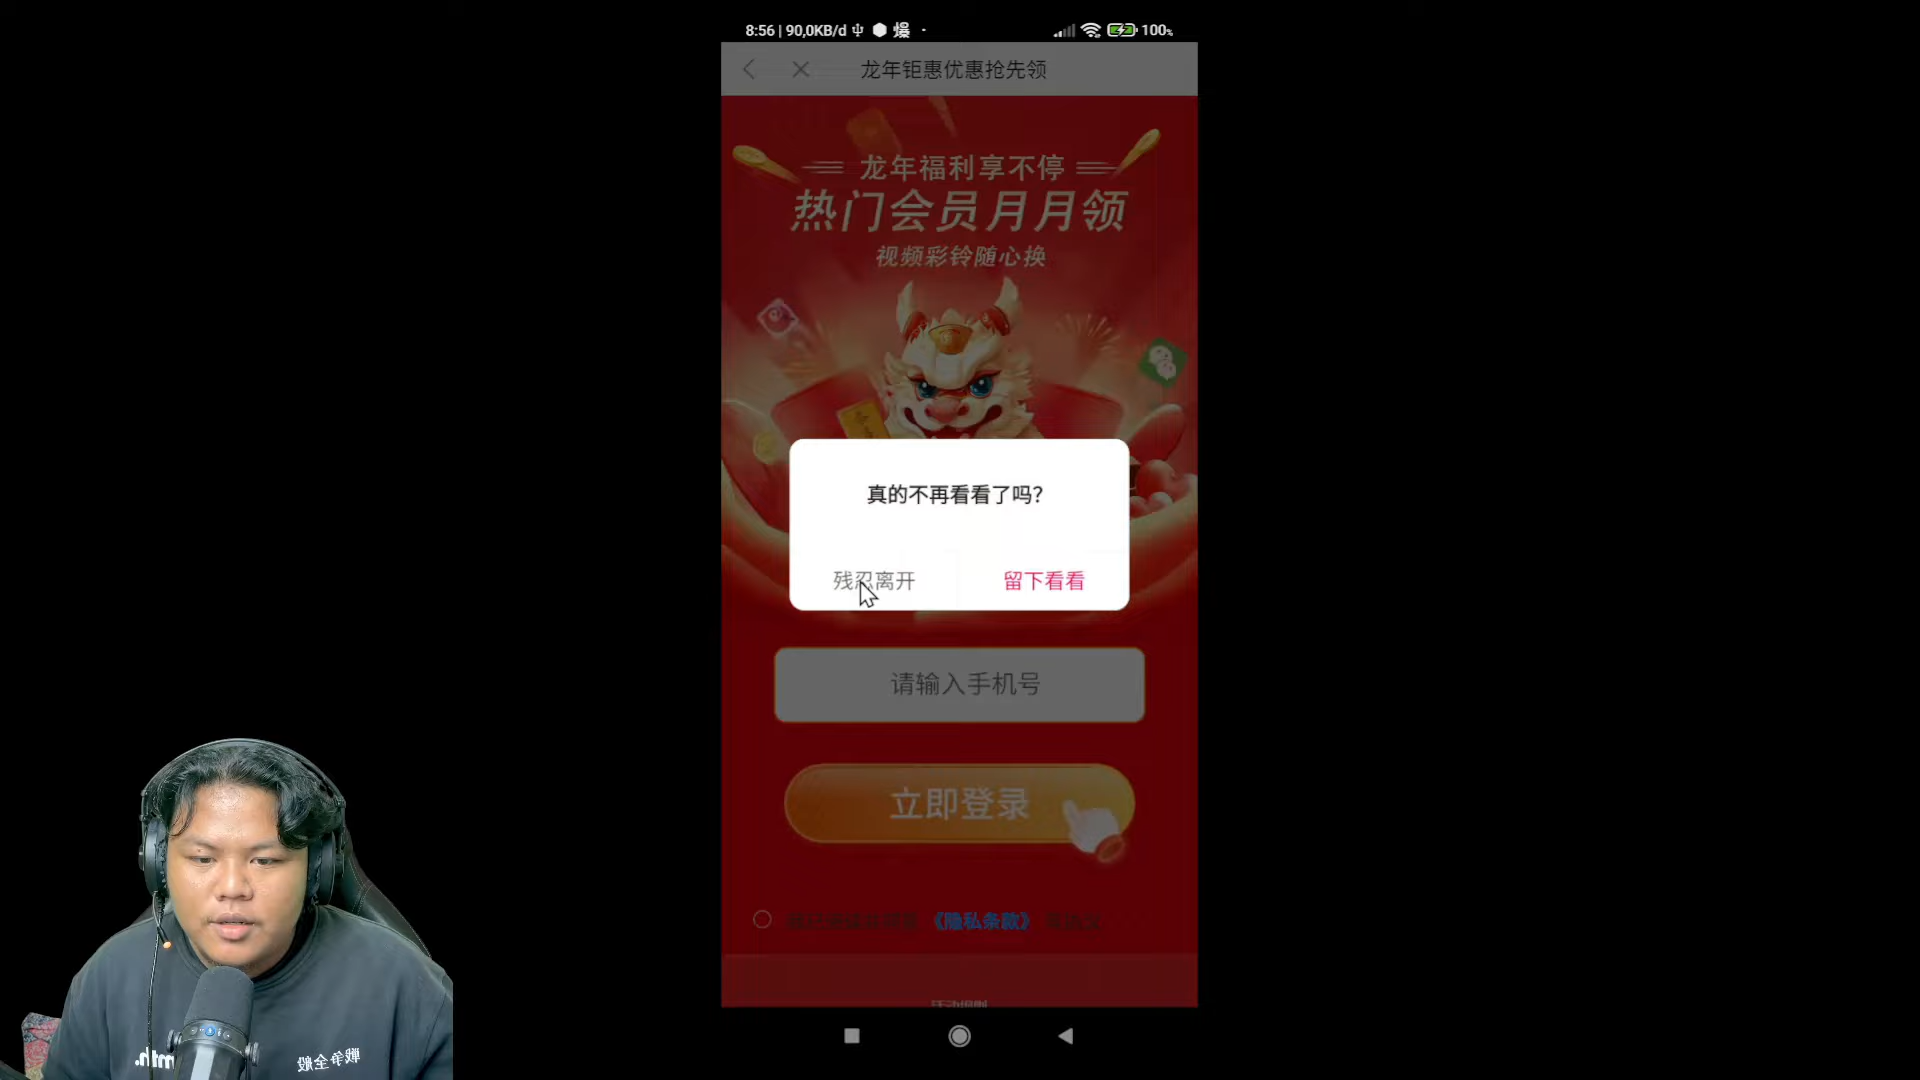 8:56 | 90,0KB/d 爆
100%
龙年钜惠优惠抢先领
龙年福利享不停
热门会员月月领
视频彩铃随心换
真的不再看看了吗?
残忍离开 留下看看
请输入手机号
立即登录
《隐私条款》
mth.